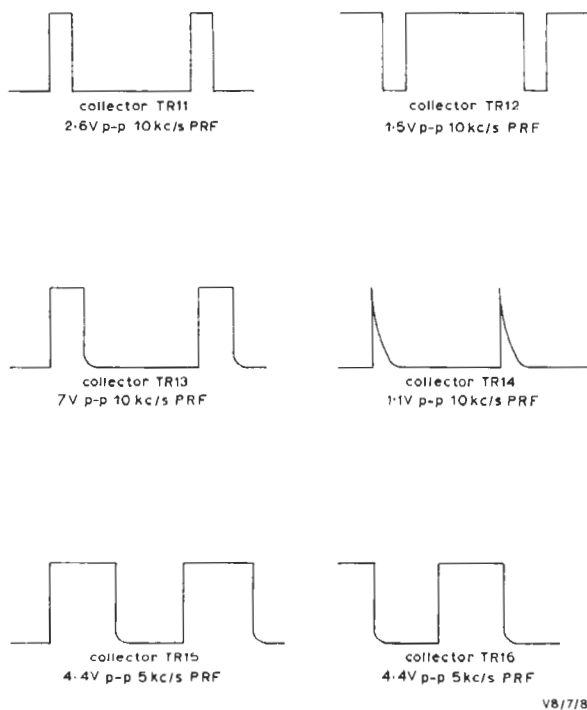 collector TR11
2·6V p-p 10kc/s PRF
collector TR12
1·5V p-p 10kc/s PRF
collector TR13
7V p-p 10kc/s PRF
collector TR14
1·1V p-p 10kc/s PRF
collector TR15
4·4V p-p 5kc/s PRF
collector TR16
4·4V p-p 5kc/s PRF
V8/7/8